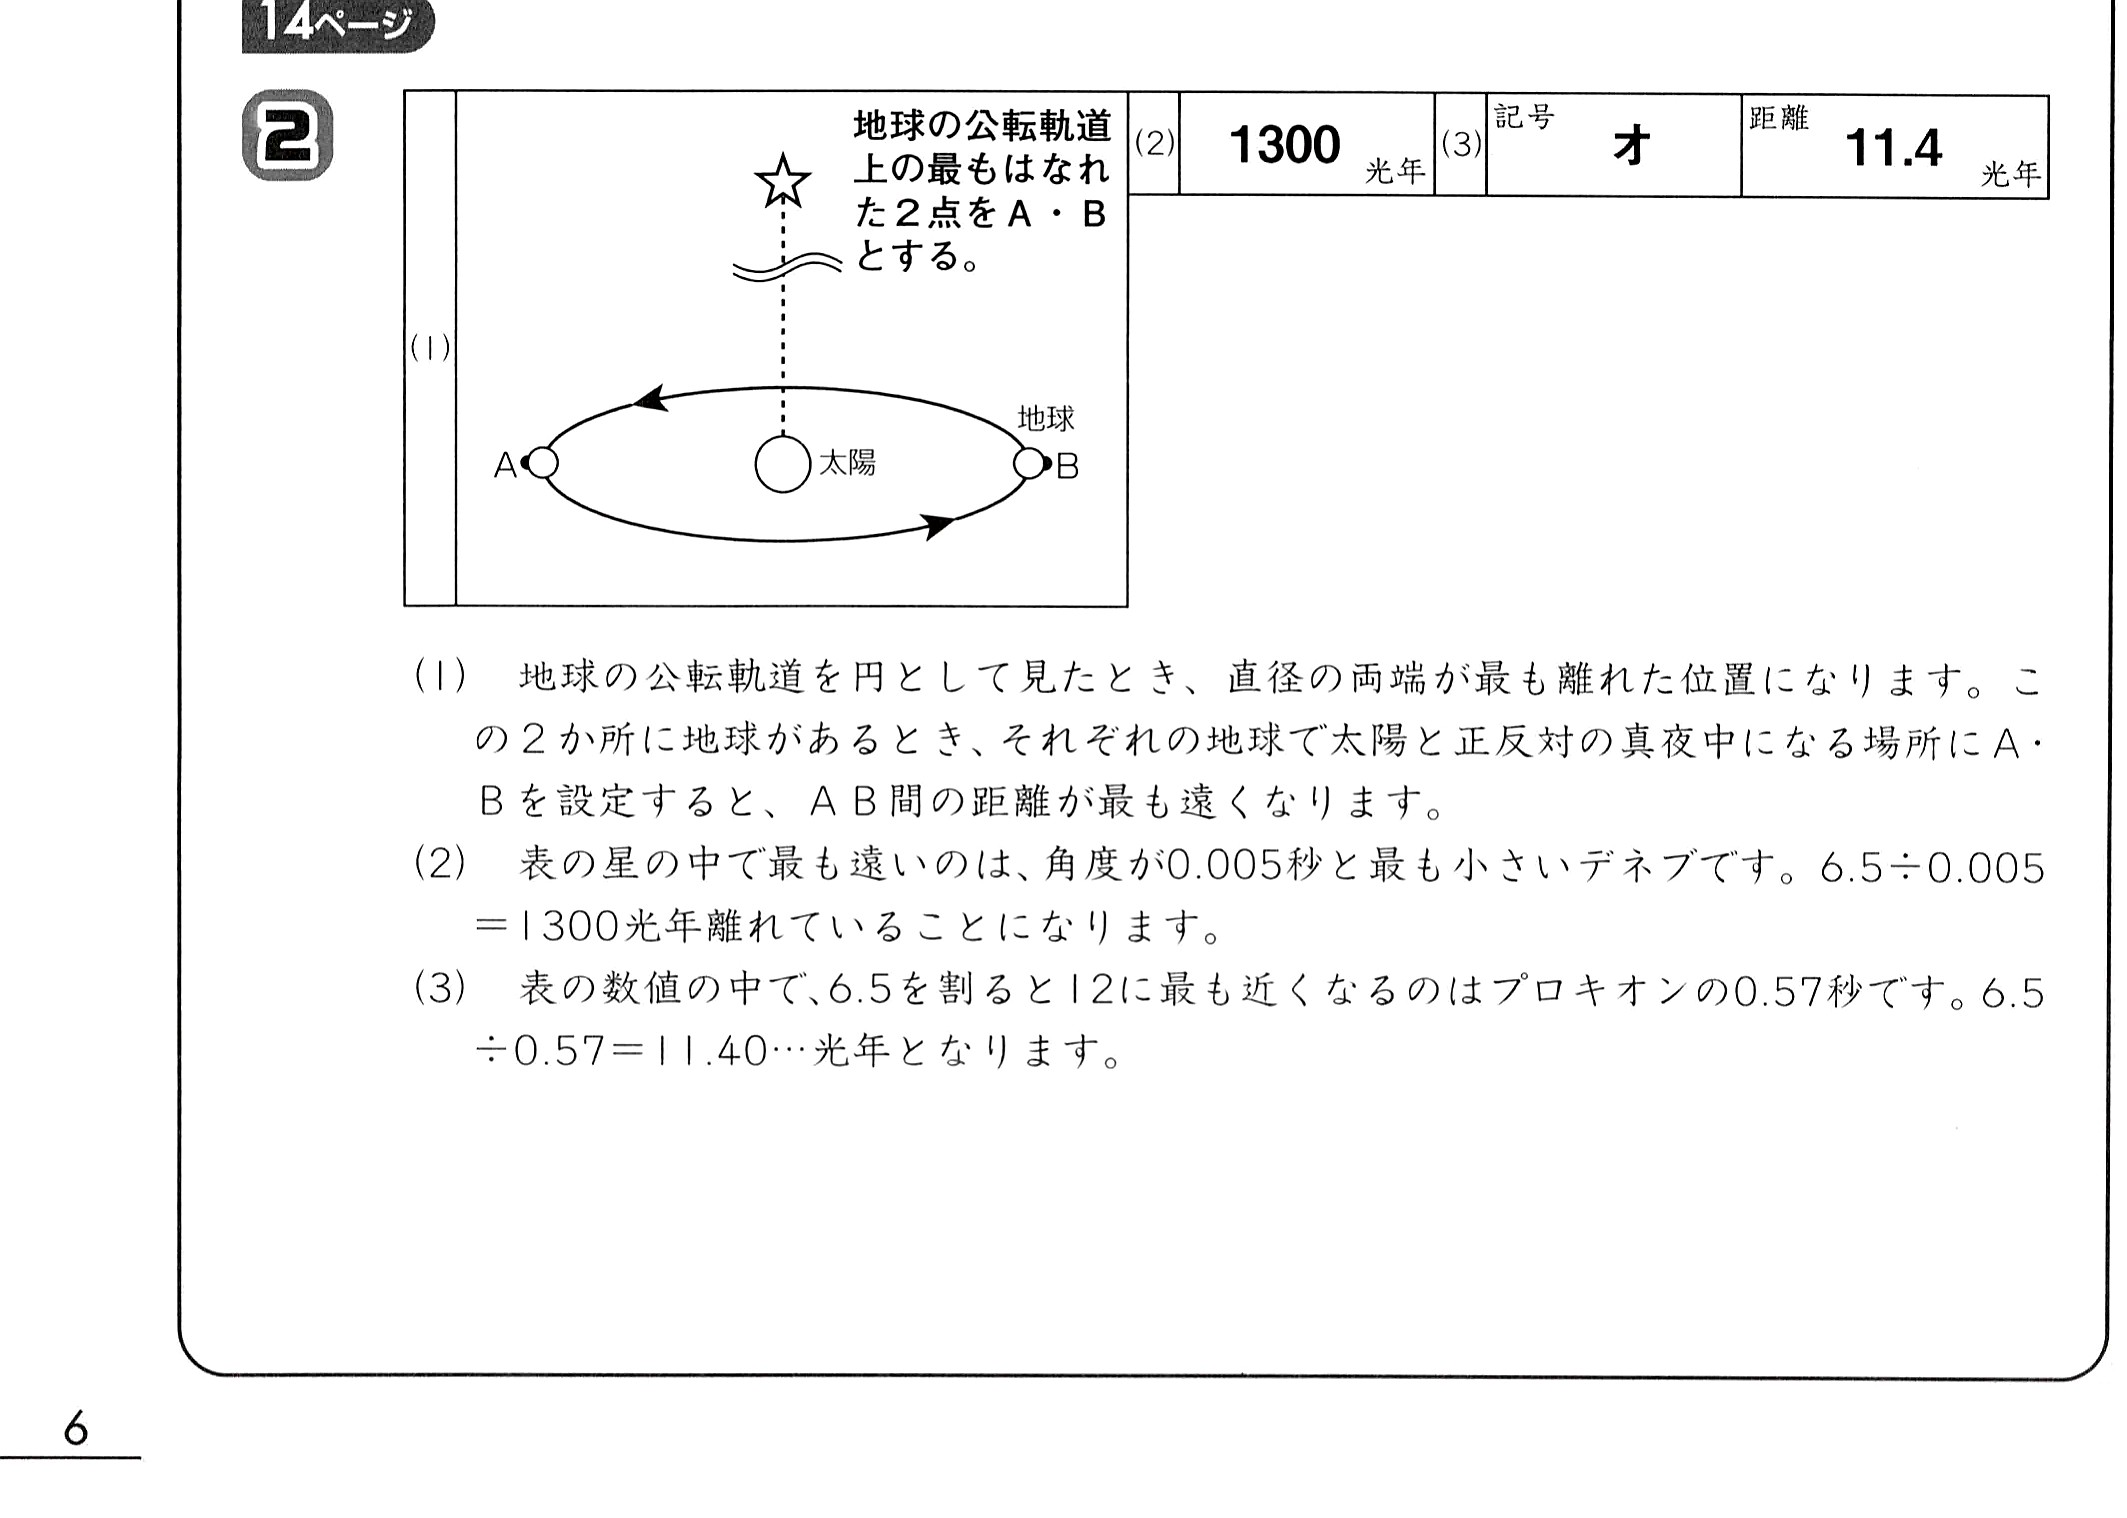 14ページ
2
(1)
地球の公転軌道
上の最もはなれ
た2点をA・B
とする。
地球
A
太陽
B
(2) 1300 光年 (3) 記号 オ 距離 11.4 光年
(1) 地球の公転軌道を円として見たとき、直径の両端が最も離れた位置になります。こ
の2か所に地球があるとき、それぞれの地球で太陽と正反対の真夜中になる場所にA・
Bを設定すると、AB間の距離が最も遠くなります。
(2) 表の星の中で最も遠いのは、角度が0.005秒と最も小さいデネブです。6.5÷0.005
=1300光年離れていることになります。
(3) 表の数値の中で、6.5を割ると12に最も近くなるのはプロキオンの0.57秒です。6.5
÷0.57=11.40…光年となります。
6